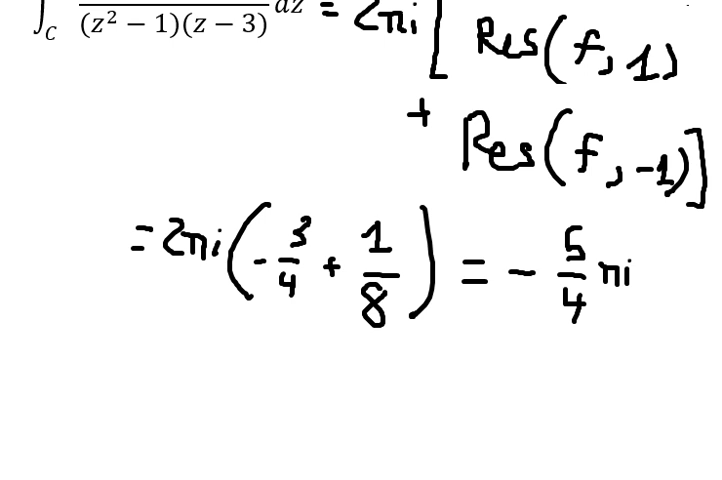 ∫_C ――― / (z² − 1)(z − 3) dz = 2πi [ Res(f, 1)
+ Res(f, -1)]
= 2πi(-3/4 + 1/8) = - 5/4 πi